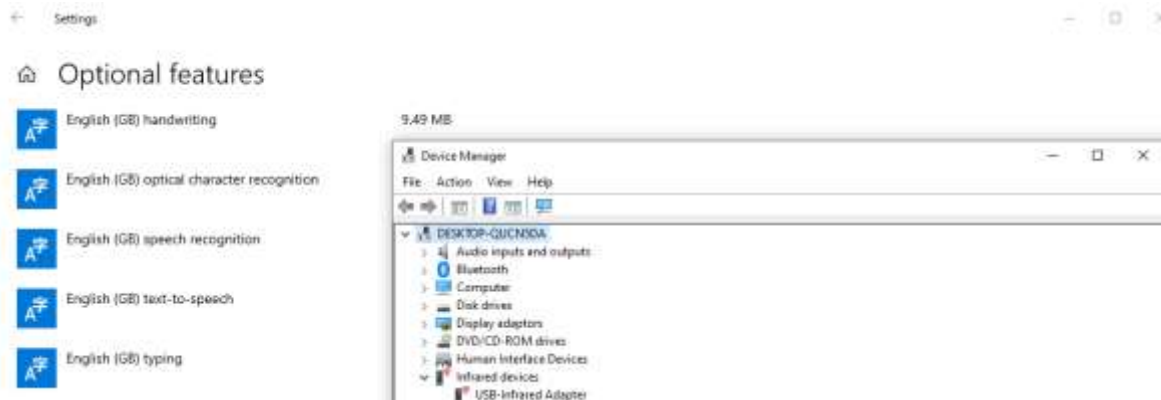 Settings
Optional features
English (GB) handwriting
9.49 MB
English (GB) optical character recognition
English (GB) speech recognition
English (GB) text-to-speech
English (GB) typing
Device Manager
File Action View Help
DESKTOP-QUCN5DA
Audio inputs and outputs
Bluetooth
Computer
Disk drives
Display adaptors
DVD/CD-ROM drives
Human Interface Devices
Infrared devices
USB-Infrared Adapter